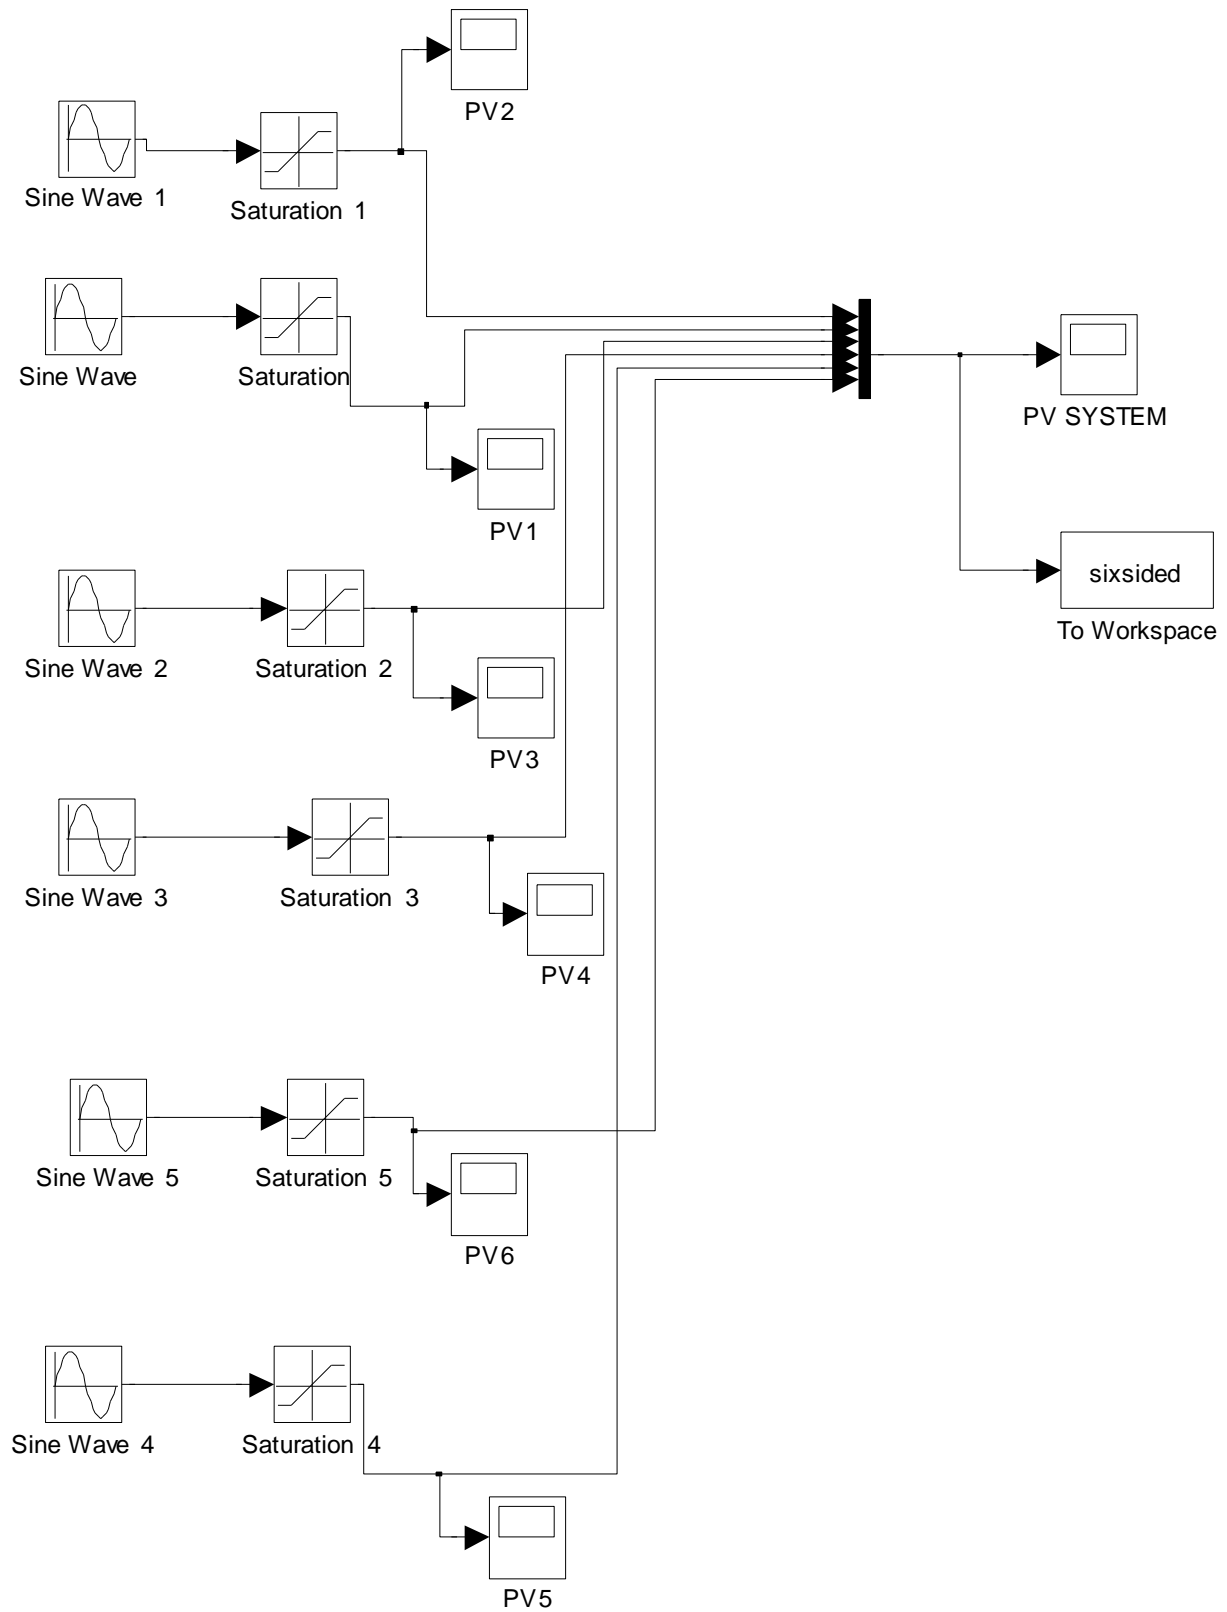 PV2
Sine Wave 1
Saturation 1
Sine Wave
Saturation
PV SYSTEM
PV1
sixsided
To Workspace
Sine Wave 2
Saturation 2
PV3
Sine Wave 3
Saturation 3
PV4
Sine Wave 5
Saturation 5
PV6
Sine Wave 4
Saturation 4
PV5